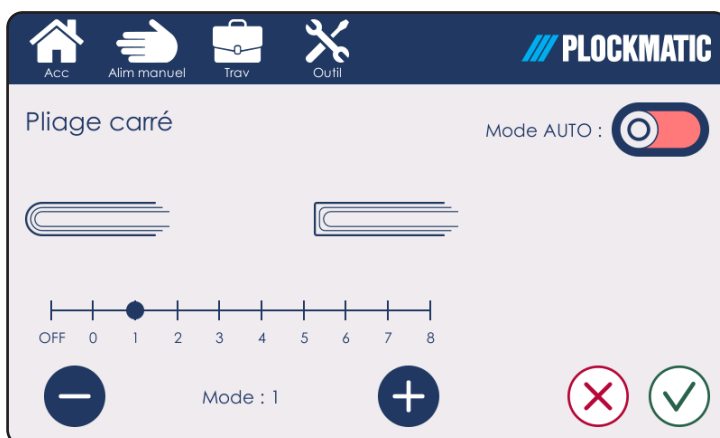 Acc Alim manuel Trav Outil PLOCKMATIC
Pliage carré Mode AUTO :
OFF 0 1 2 3 4 5 6 7 8
Mode : 1